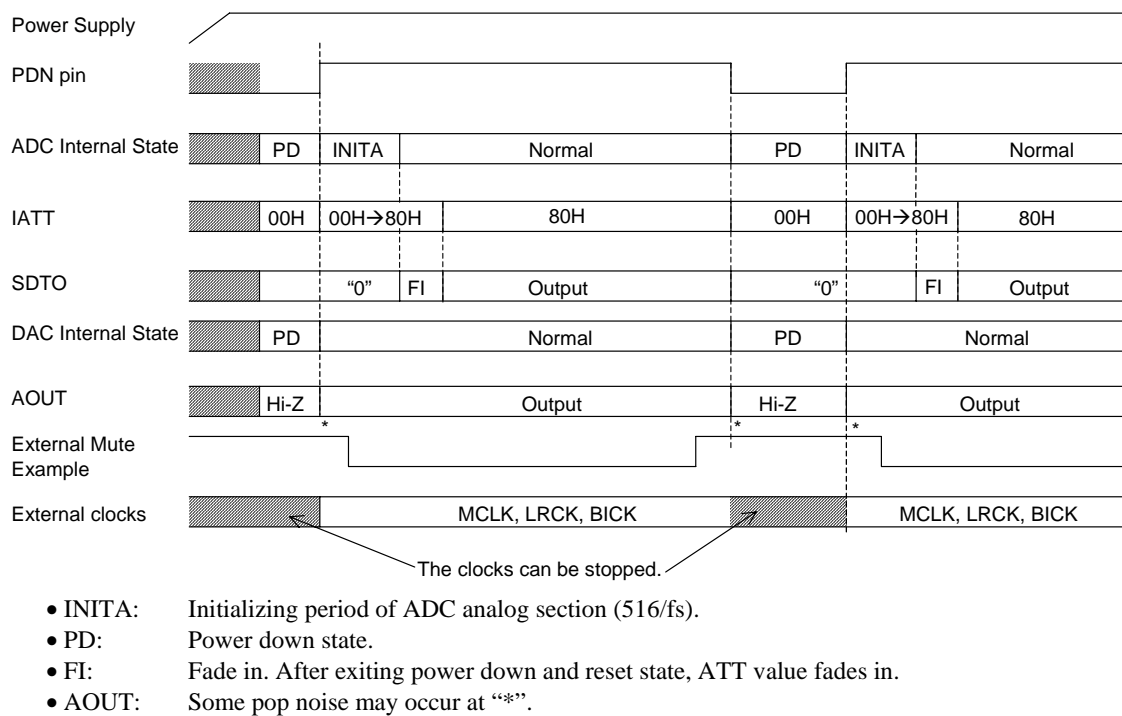 Power Supply
PDN pin
ADC Internal State PD INITA Normal PD INITA Normal
IATT 00H 00H→80H 80H 00H 00H→80H 80H
SDTO “0” FI Output “0” FI Output
DAC Internal State PD Normal PD Normal
AOUT Hi-Z Output Hi-Z Output
* * *
External Mute
Example
External clocks MCLK, LRCK, BICK MCLK, LRCK, BICK
The clocks can be stopped.
• INITA: Initializing period of ADC analog section (516/fs).
• PD: Power down state.
• FI: Fade in. After exiting power down and reset state, ATT value fades in.
• AOUT: Some pop noise may occur at “*”.